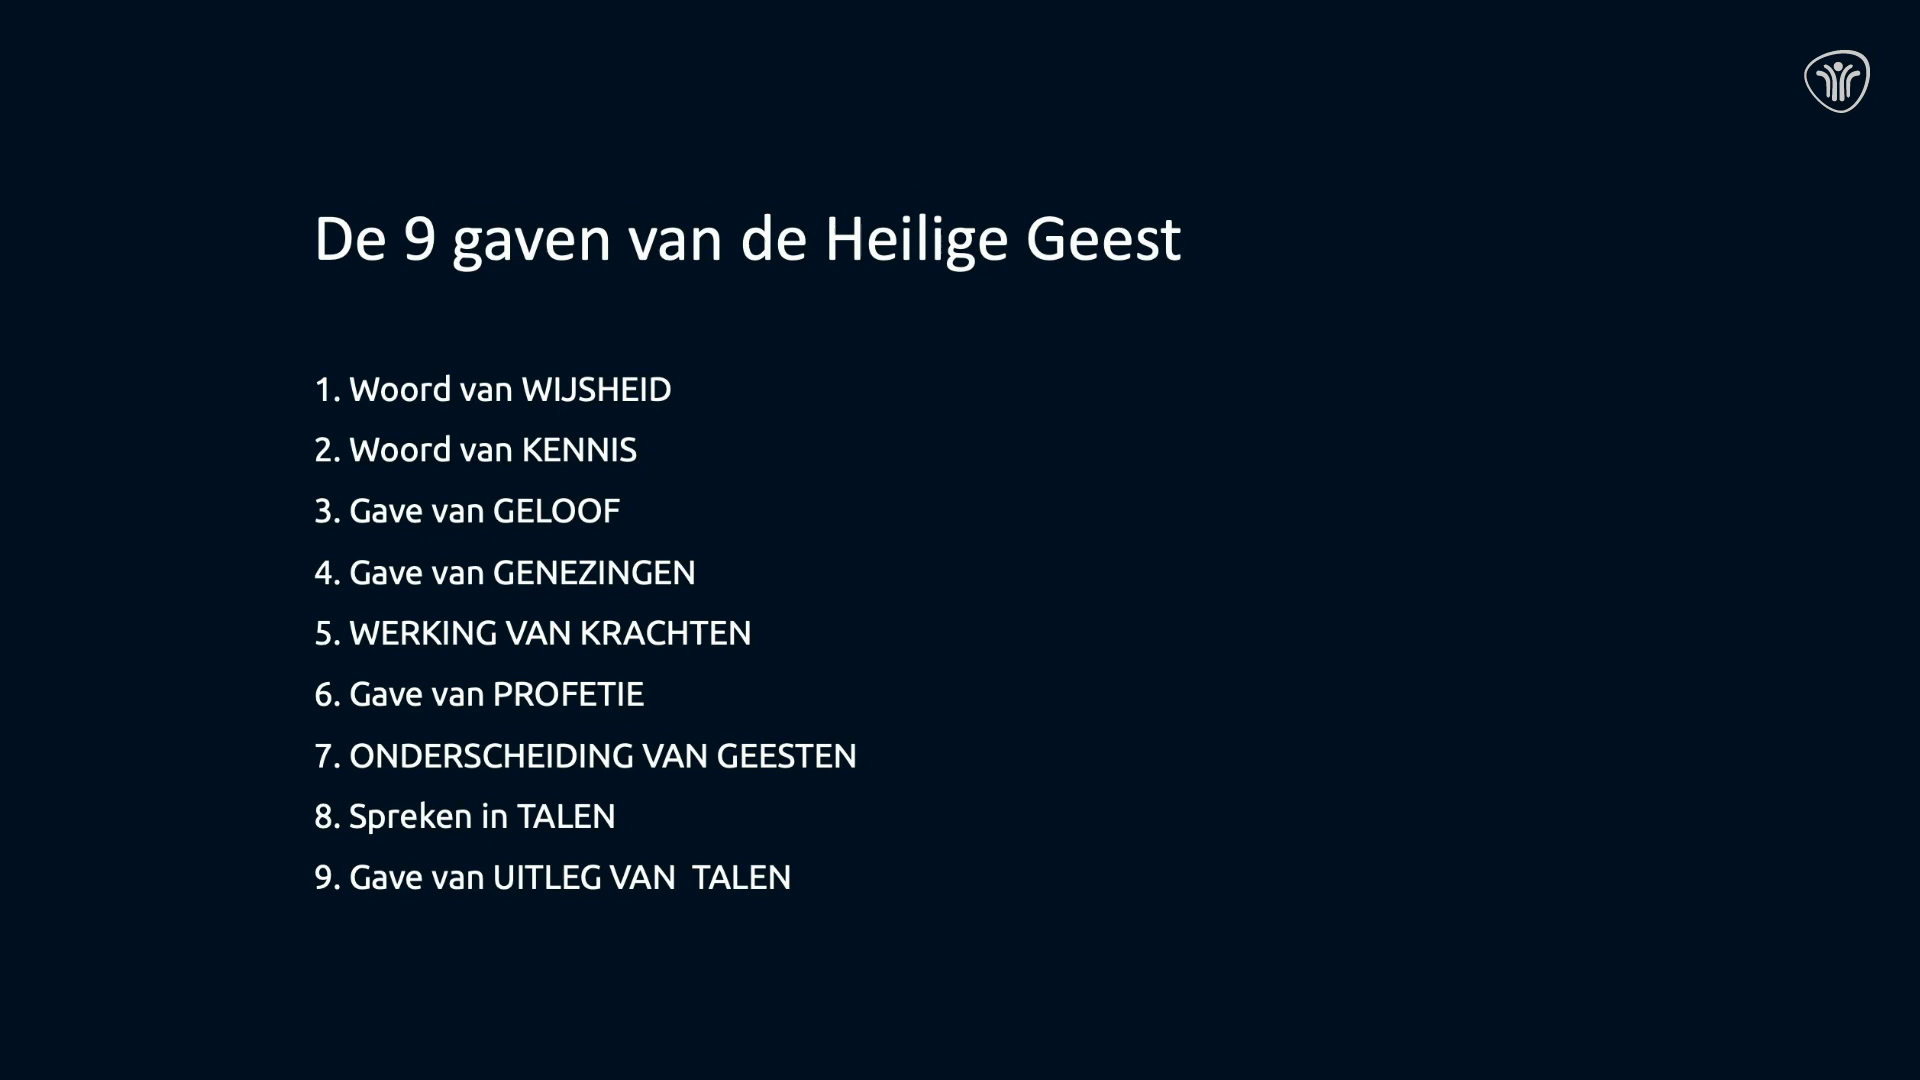 De 9 gaven van de Heilige Geest
1. Woord van WIJSHEID
2. Woord van KENNIS
3. Gave van GELOOF
4. Gave van GENEZINGEN
5. WERKING VAN KRACHTEN
6. Gave van PROFETIE
7. ONDERSCHEIDING VAN GEESTEN
8. Spreken in TALEN
9. Gave van UITLEG VAN  TALEN